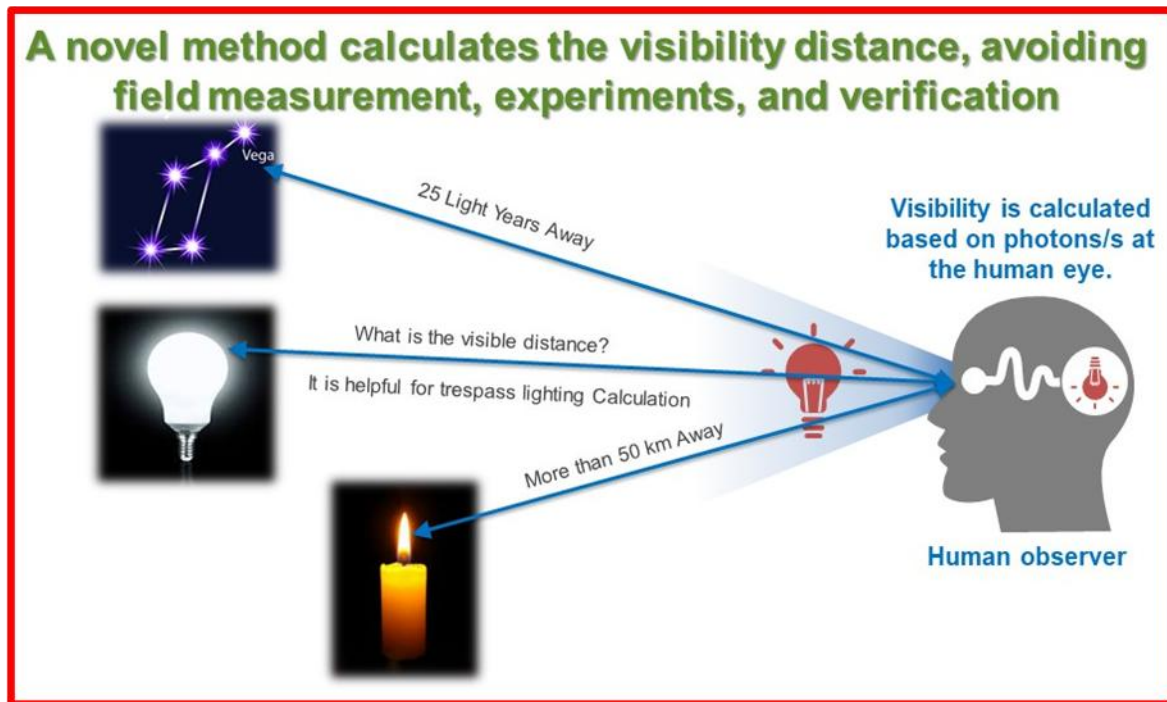 A novel method calculates the visibility distance, avoiding
field measurement, experiments, and verification
Vega
25 Light Years Away
Visibility is calculated
based on photons/s at
the human eye.
What is the visible distance?
It is helpful for trespass lighting Calculation
More than 50 km Away
Human observer